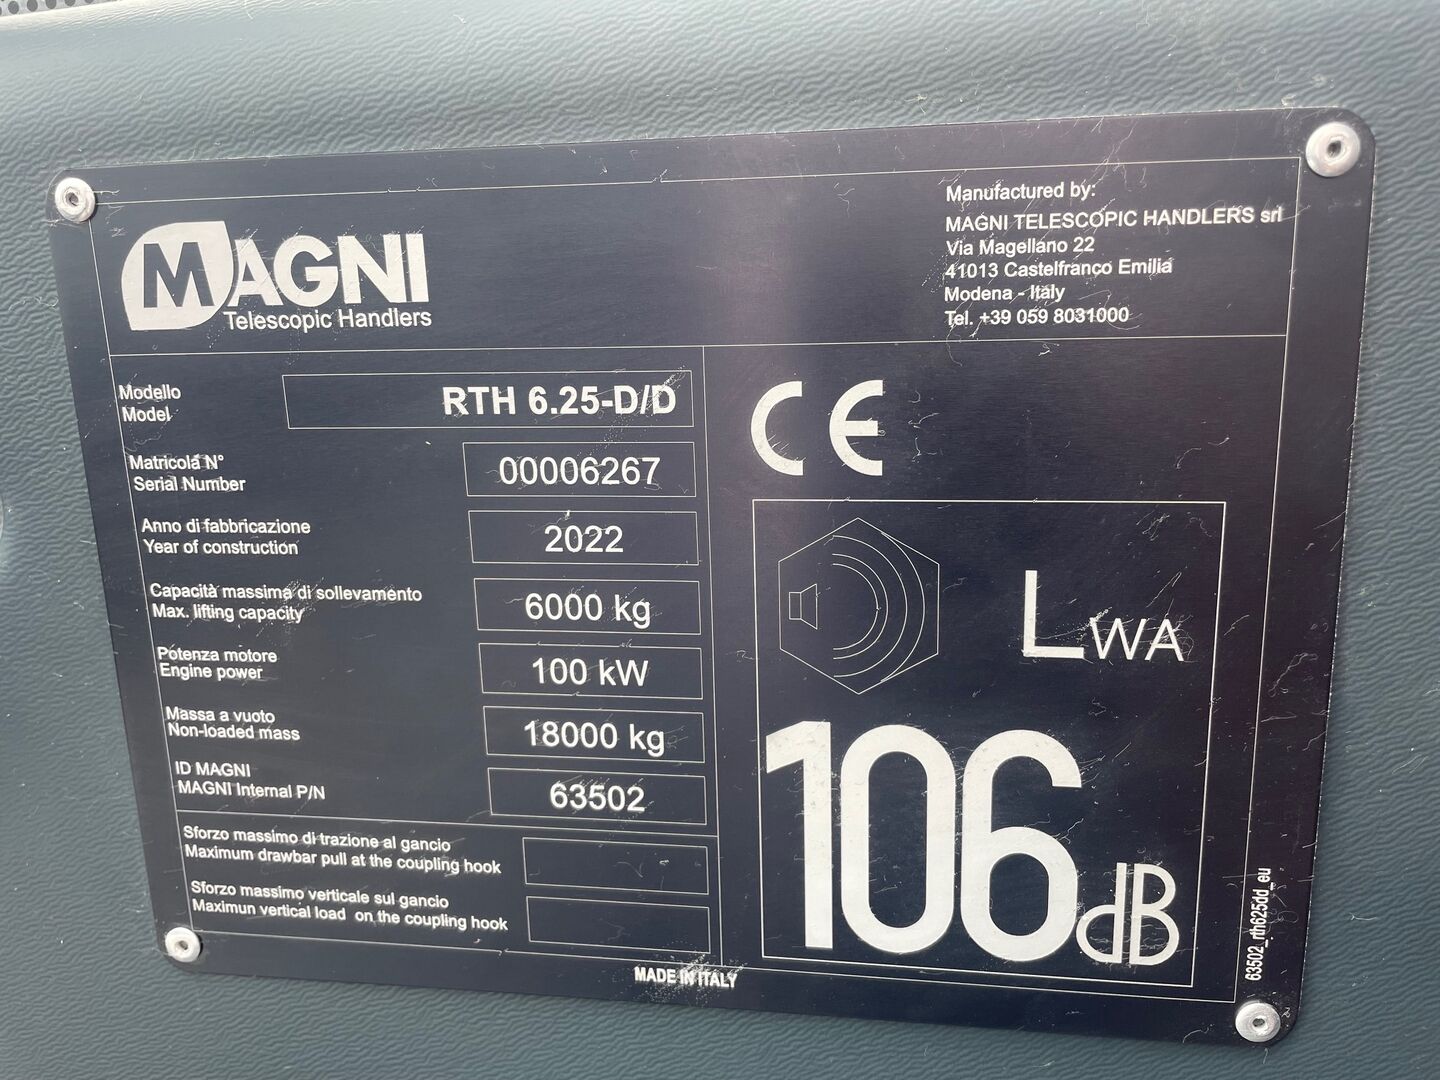 MAGNI
Telescopic Handlers
Manufactured by:
MAGNI TELESCOPIC HANDLERS srl
Via Magellano 22
41013 Castelfranco Emilia
Modena - Italy
Tel. +39 059 8031000
Modello
Model
RTH 6.25-D/D
Matricola N°
Serial Number
00006267
Anno di fabbricazione
Year of construction
2022
Capacità massima di sollevamento
Max. lifting capacity
6000 kg
Potenza motore
Engine power
100 kW
Massa a vuoto
Non-loaded mass
18000 kg
ID MAGNI
MAGNI Internal P/N
63502
Sforzo massimo di trazione al gancio
Maximum drawbar pull at the coupling hook
Sforzo massimo verticale sul gancio
Maximun vertical load on the coupling hook
CE
LWA
106 dB
63502_rth625dd_eu
MADE IN ITALY